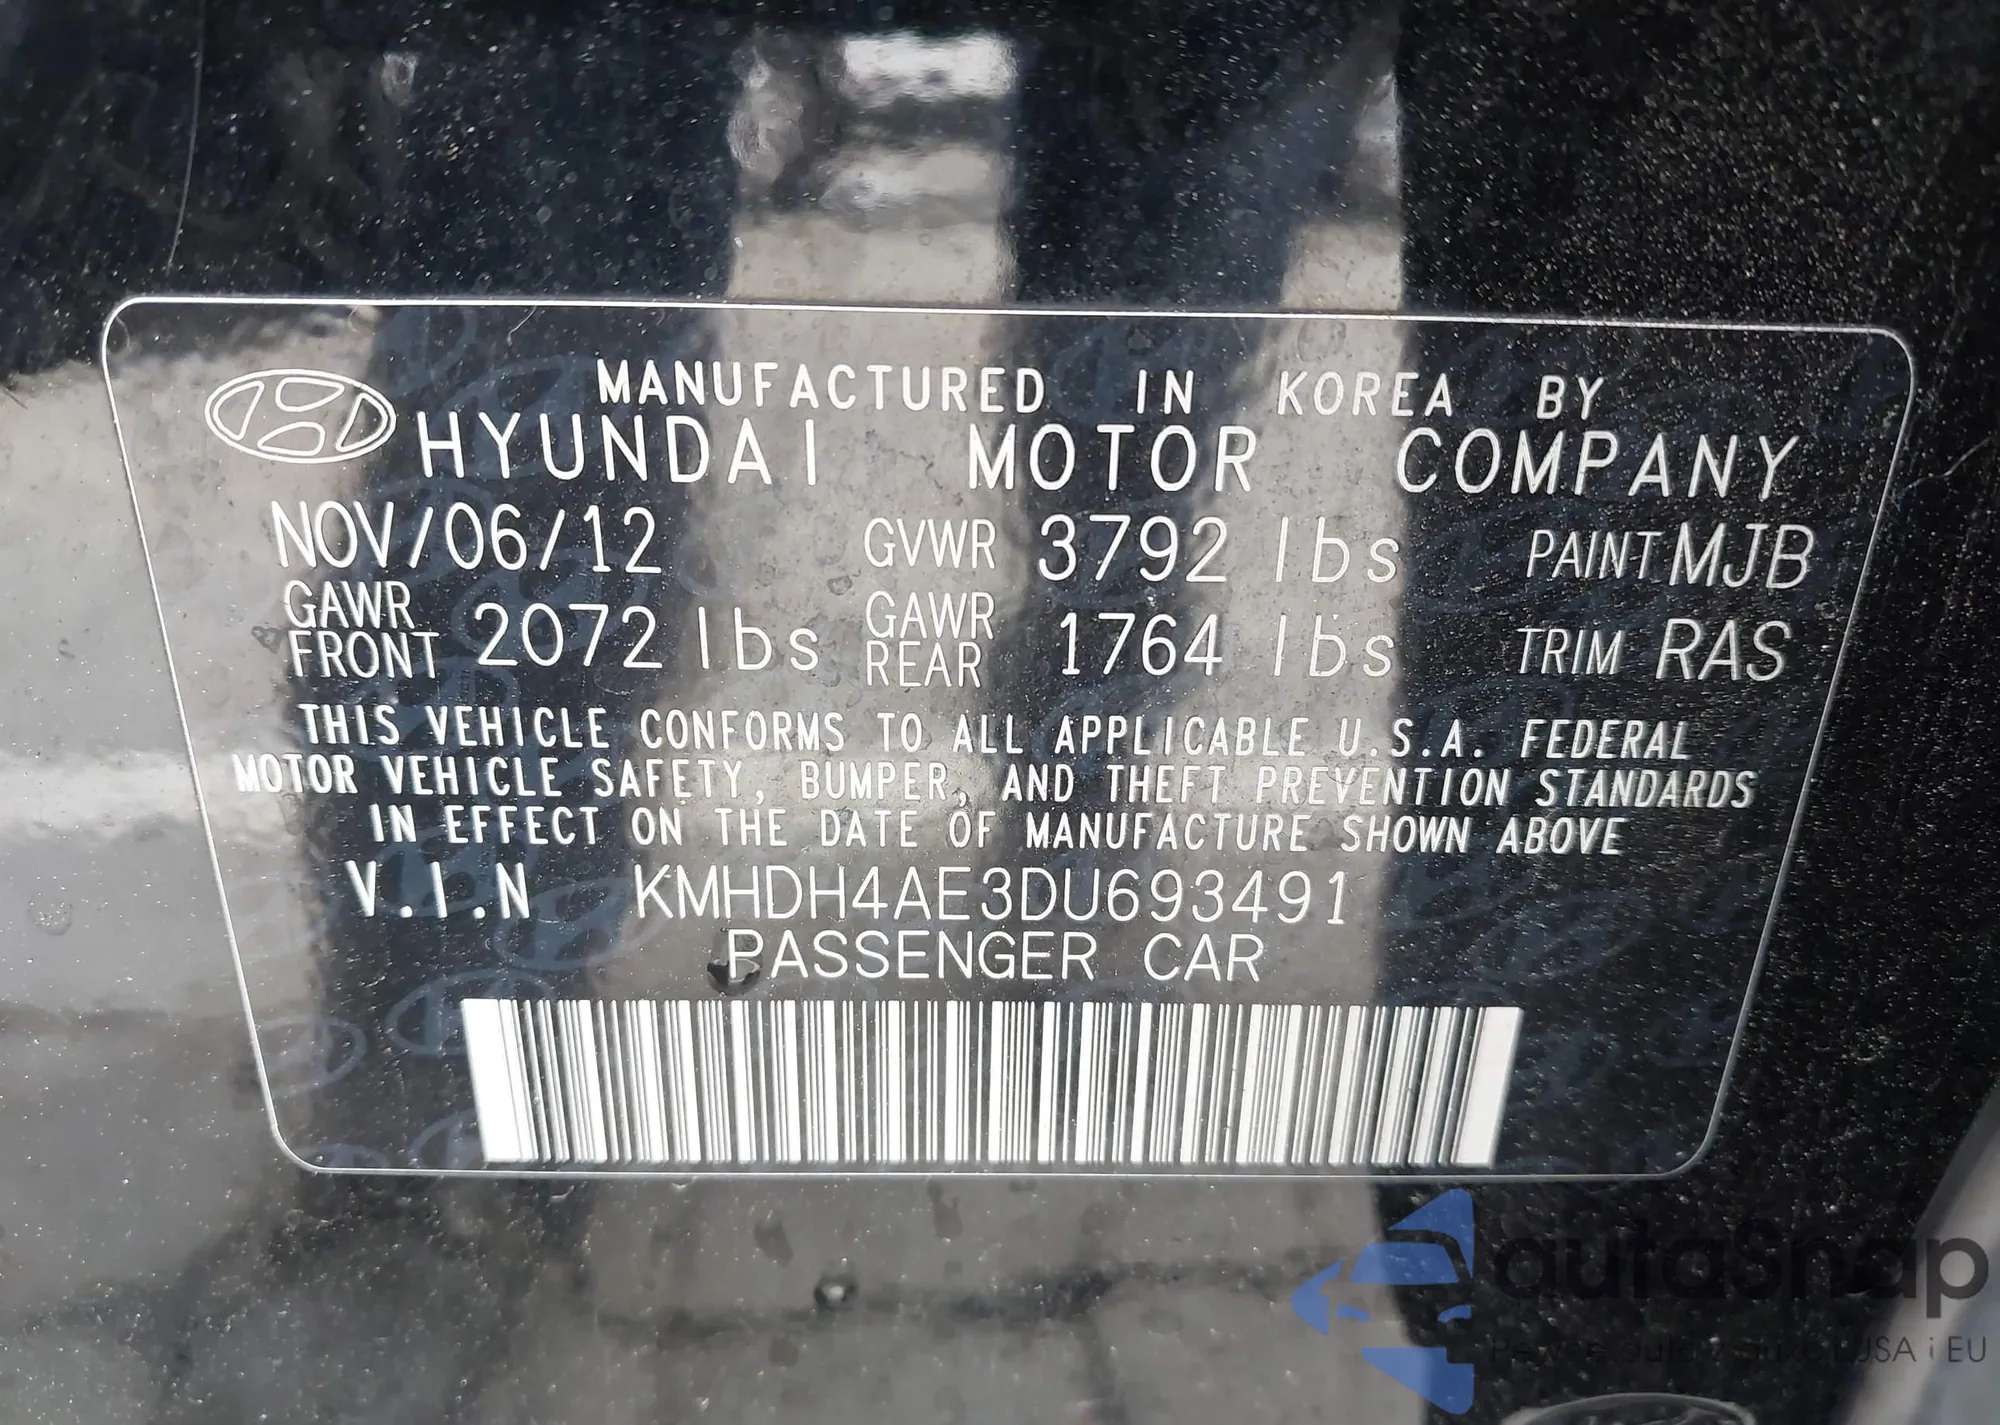 MANUFACTURED IN KOREA BY
HYUNDAI MOTOR COMPANY
NOV/06/12 GVWR 3792 lbs PAINT MJB
GAWR FRONT 2072 lbs GAWR REAR 1764 lbs TRIM RAS
THIS VEHICLE CONFORMS TO ALL APPLICABLE U.S.A. FEDERAL
MOTOR VEHICLE SAFETY, BUMPER, AND THEFT PREVENTION STANDARDS
IN EFFECT ON THE DATE OF MANUFACTURE SHOWN ABOVE
V.I.N KMHDH4AE3DU693491
PASSENGER CAR
autoSnap
USA i EU